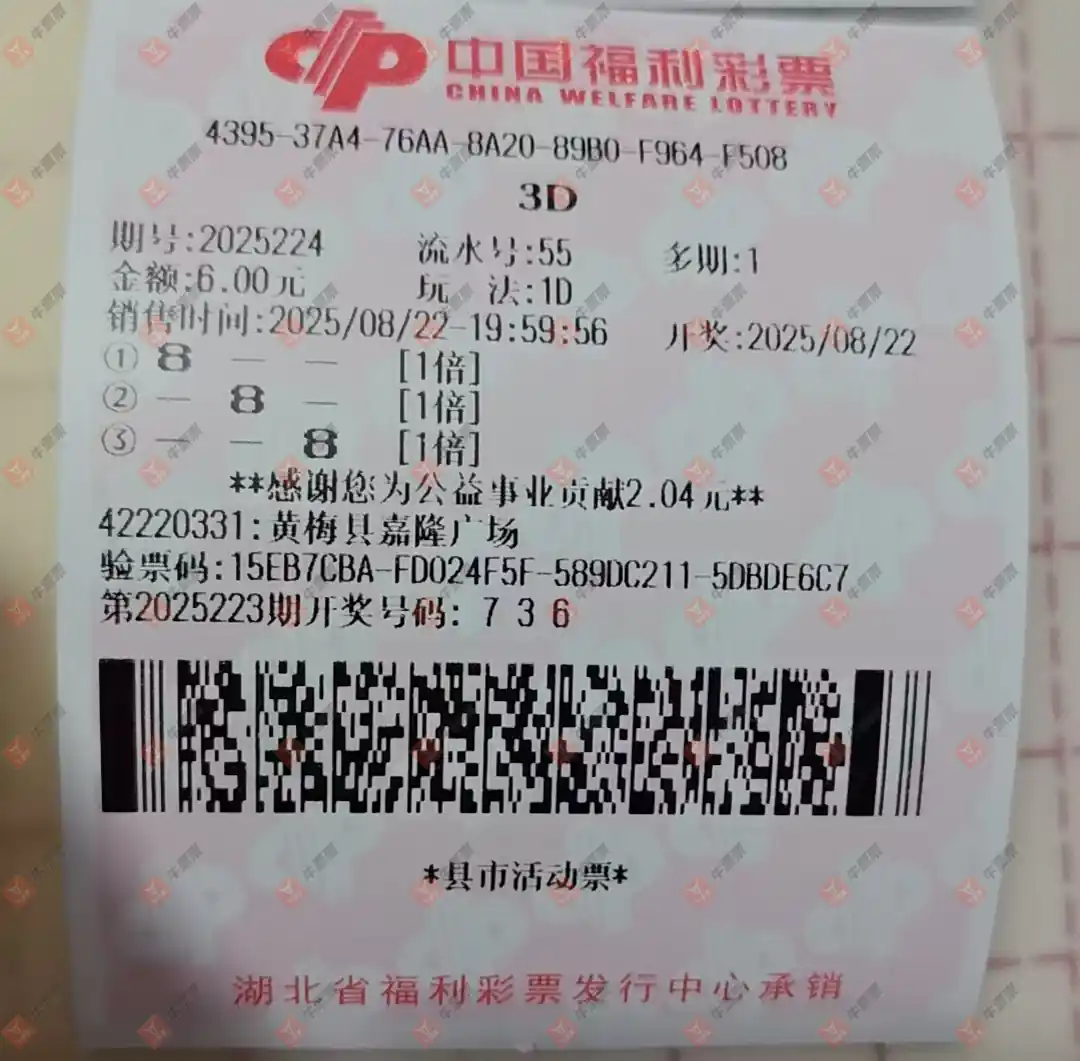 中国福利彩票
CHINA WELFARE LOTTERY
4395-37A4-76AA-8A20-89B0-F964-F508
3D
期号:2025224 流水号:55 多期:1
金额:6.00元 玩 法:1D
销售时间:2025/08/22-19:59:56 开奖:2025/08/22
① 8 — — [1倍]
② — 8 — [1倍]
③ — — 8 [1倍]
**感谢您为公益事业贡献2.04元**
42220331:黄梅县嘉隆广场
验票码:15EB7CBA-FD024F5F-589DC211-5DBDE6C7
第2025223期开奖号码: 7 3 6
*县市活动票*
湖北省福利彩票发行中心承销